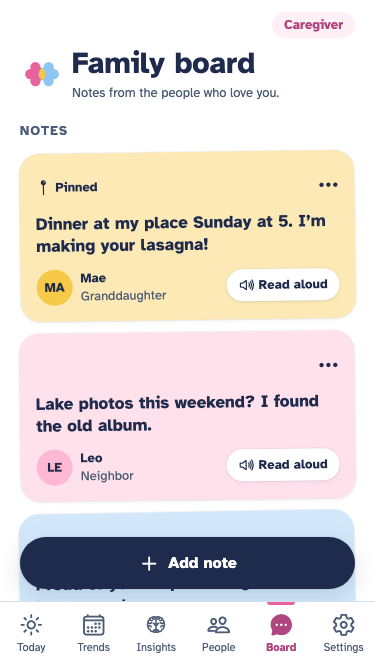 Caregiver
Family board
Notes from the people who love you.
NOTES
Pinned
Dinner at my place Sunday at 5. I’m
making your lasagna!
MA
Mae
Granddaughter
Read aloud
Lake photos this weekend? I found
the old album.
LE
Leo
Neighbor
Read aloud
Add note
Today
Trends
Insights
People
Board
Settings